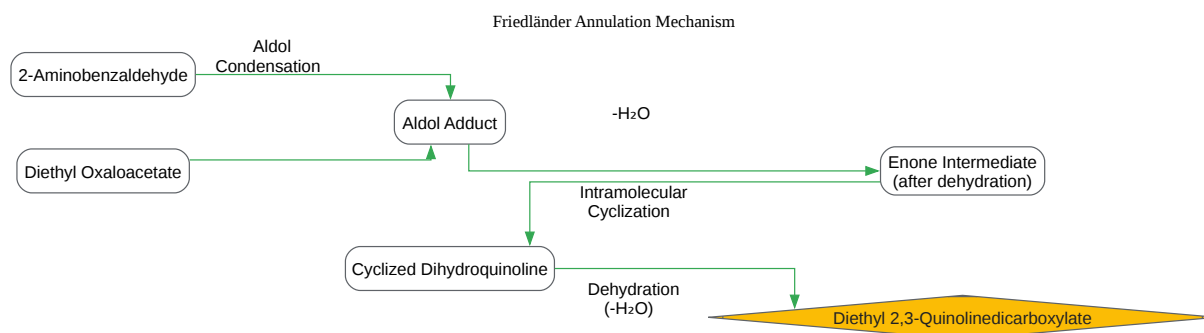 Friedländer Annulation Mechanism
Aldol
Condensation
2-Aminobenzaldehyde
Aldol Adduct
-H₂O
Diethyl Oxaloacetate
Enone Intermediate
(after dehydration)
Intramolecular
Cyclization
Cyclized Dihydroquinoline
Dehydration
(-H₂O)
Diethyl 2,3-Quinolinedicarboxylate